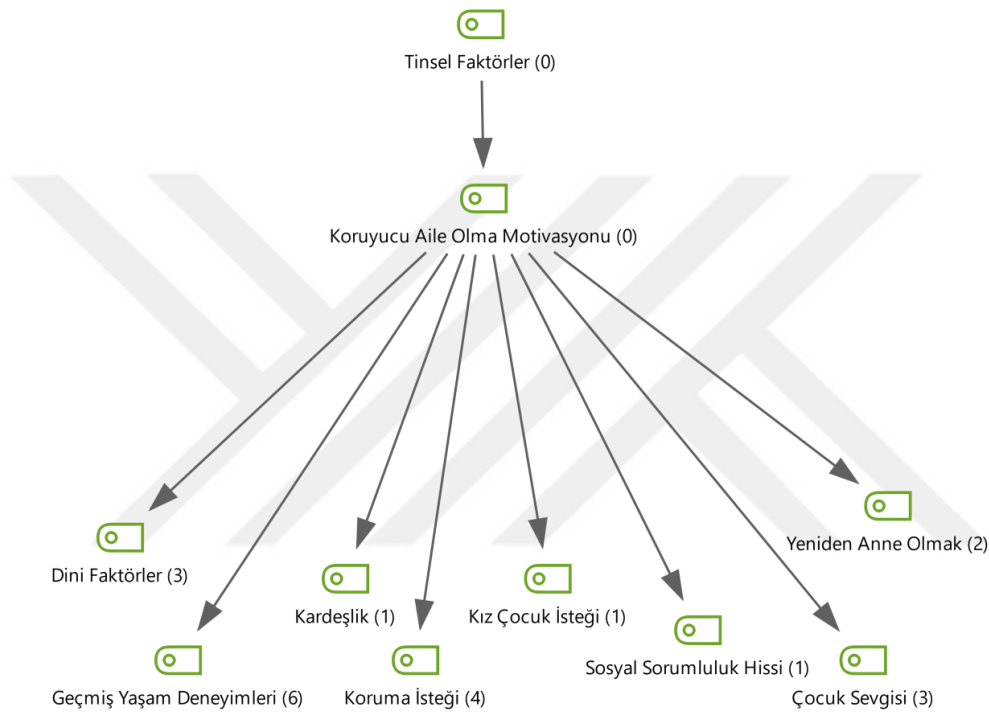 Tinsel Faktörler (0)
Koruyucu Aile Olma Motivasyonu (0)
Yeniden Anne Olmak (2)
Dini Faktörler (3)
Kardeşlik (1)
Kız Çocuk İsteği (1)
Sosyal Sorumluluk Hissi (1)
Geçmiş Yaşam Deneyimleri (6)
Koruma İsteği (4)
Çocuk Sevgisi (3)